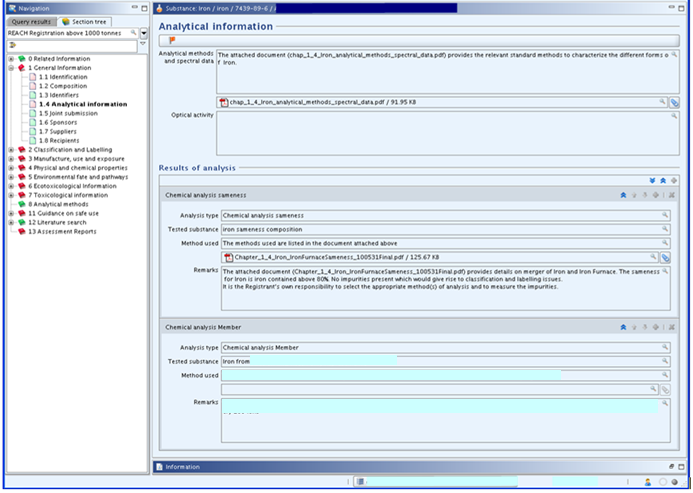 Navigation
Query results
Section tree
REACH Registration above 1000 tonnes
0 Related Information
1 General Information
1.1 Identification
1.2 Composition
1.3 Identifiers
1.4 Analytical information
1.5 Joint submission
1.6 Sponsors
1.7 Suppliers
1.8 Recipients
2 Classification and Labelling
3 Manufacture, use and exposure
4 Physical and chemical properties
5 Environmental fate and pathways
6 Ecotoxicological Information
7 Toxicological information
8 Analytical methods
11 Guidance on safe use
12 Literature search
13 Assessment Reports
Substance: Iron / iron / 7439-89-6 /
Analytical information
Analytical methods and spectral data
The attached document (chap_1_4_Iron_analytical_methods_spectral_data.pdf) provides the relevant standard methods to characterize the different forms o
f Iron.
chap_1_4_Iron_analytical_methods_spectral_data.pdf / 91.95 KB
Optical activity
Results of analysis
Chemical analysis sameness
Analysis type Chemical analysis sameness
Tested substance iron sameness composition
Method used The methods used are listed in the document attached above
Chapter_1_4_Iron_IronFurnaceSameness_100531Final.pdf / 125.67 KB
Remarks The attached document (Chapter_1_4_Iron_IronFurnaceSameness_100531Final.pdf) provides details on merger of Iron and Iron Furnace. The sameness
for Iron is iron contained above 80%. No impurities present which would give rise to classification and labelling issues.
It is the Registrant's own responsibility to select the appropriate method(s) of analysis and to measure the impurities.
Chemical analysis Member
Analysis type Chemical analysis Member
Tested substance Iron from
Method used
Remarks
Information